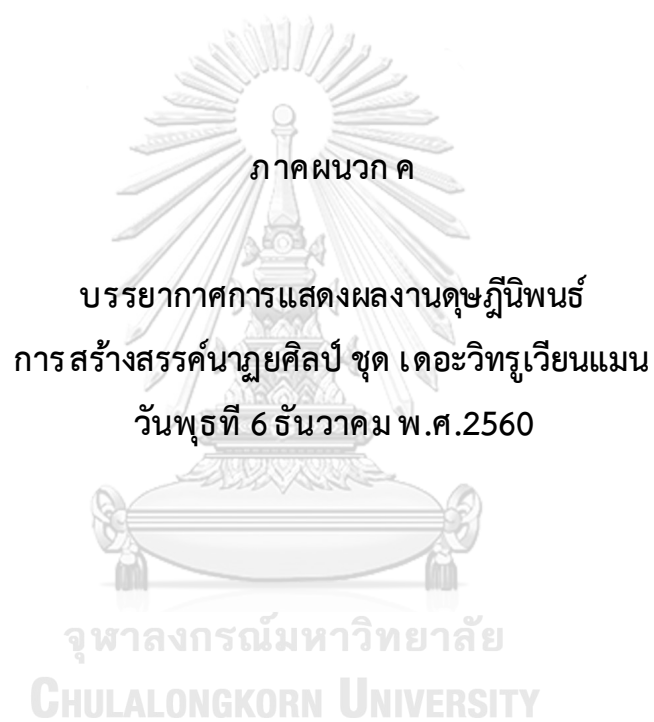 ภาคผนวก ค
บรรยากาศการแสดงผลงานดุษฎีนิพนธ์
การสร้างสรรค์นาฏยศิลป์ ชุด เดอะวิทรูเวียนแมน
วันพุธที 6 ธันวาคม พ.ศ.2560
จุฬาลงกรณ์มหาวิทยาลัย
CHULALONGKORN UNIVERSITY